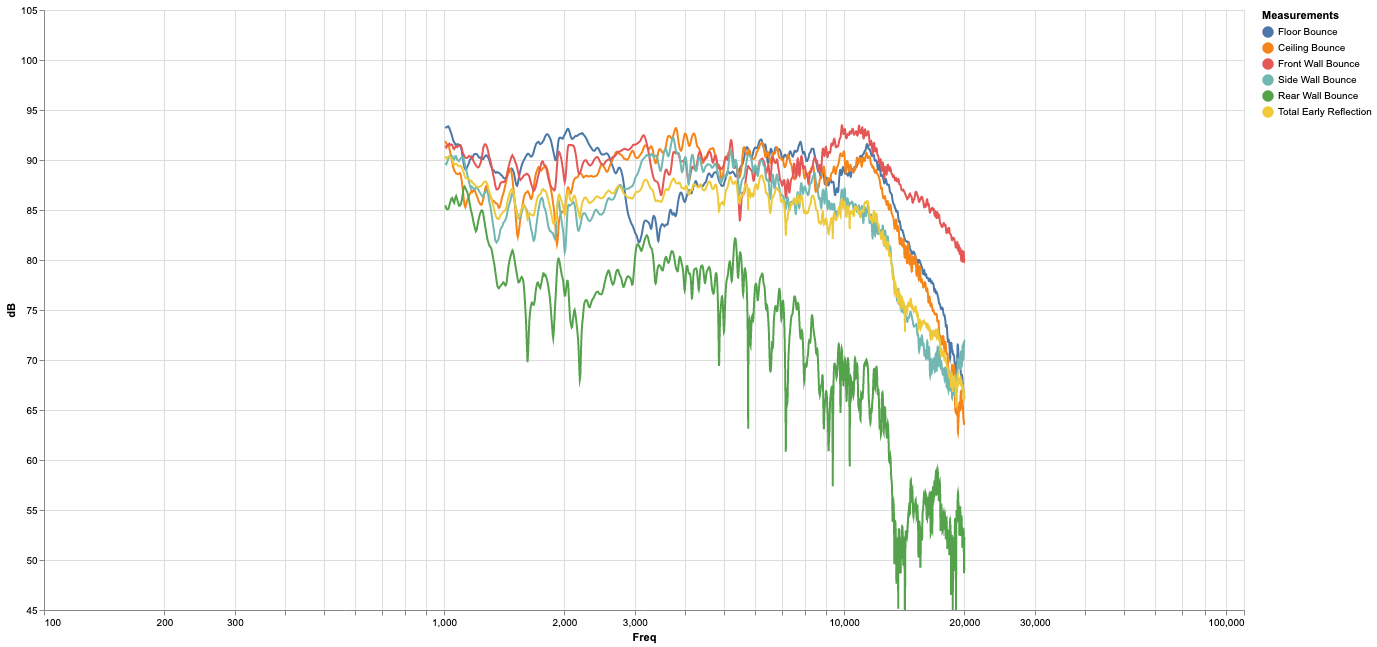 105
100
95
90
85
80
75
70
65
60
55
50
45
dB
100
200
300
1,000
2,000
3,000
10,000
20,000
30,000
100,000
Freq
Measurements
Floor Bounce
Ceiling Bounce
Front Wall Bounce
Side Wall Bounce
Rear Wall Bounce
Total Early Reflection